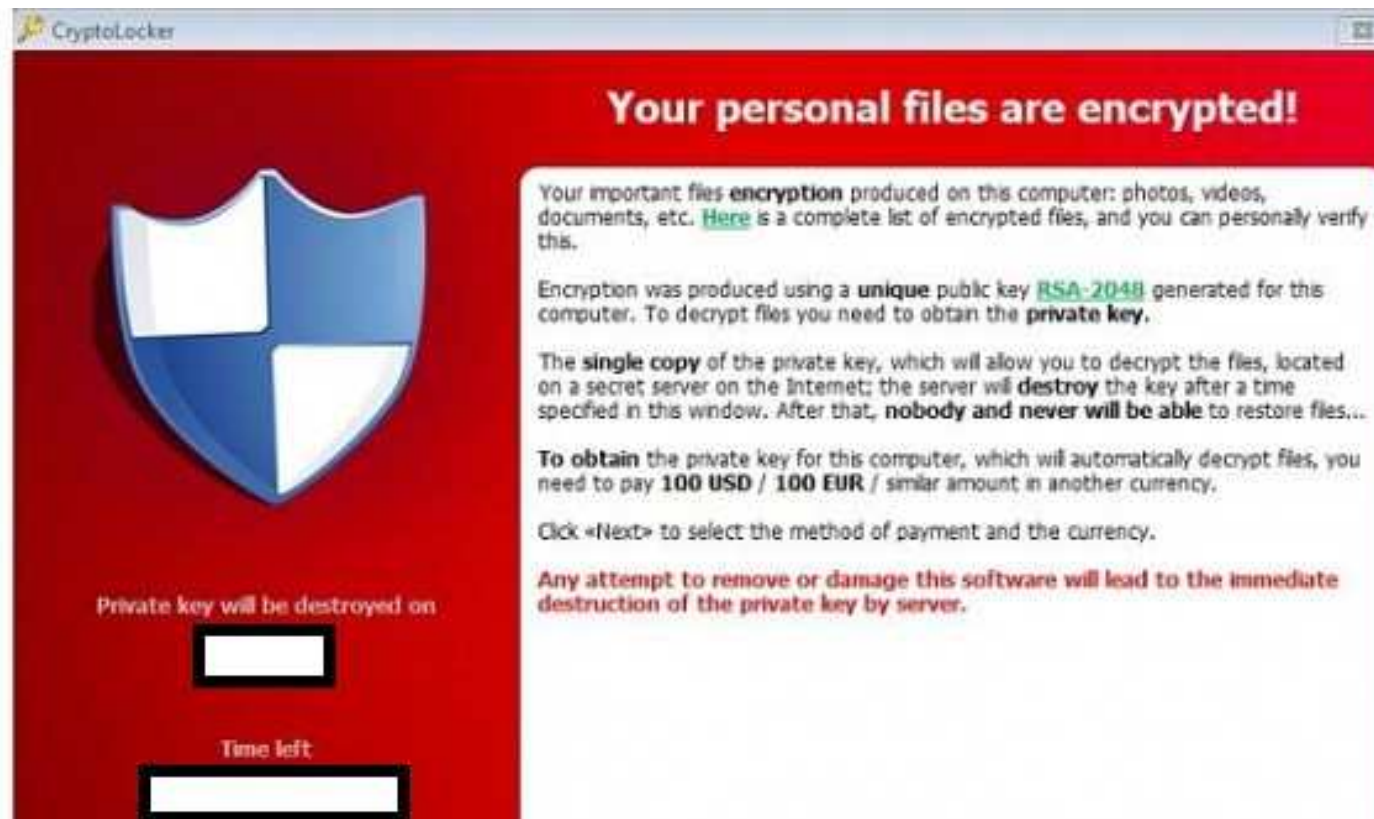 CryptoLocker
Your personal files are encrypted!
Your important files encryption produced on this computer: photos, videos,
documents, etc. Here is a complete list of encrypted files, and you can personally verify
this.
Encryption was produced using a unique public key RSA-2048 generated for this
computer. To decrypt files you need to obtain the private key.
The single copy of the private key, which will allow you to decrypt the files, located
on a secret server on the Internet; the server will destroy the key after a time
specified in this window. After that, nobody and never will be able to restore files...
To obtain the private key for this computer, which will automatically decrypt files, you
need to pay 100 USD / 100 EUR / similar amount in another currency.
Click «Next» to select the method of payment and the currency.
Any attempt to remove or damage this software will lead to the immediate
destruction of the private key by server.
Private key will be destroyed on
Time left